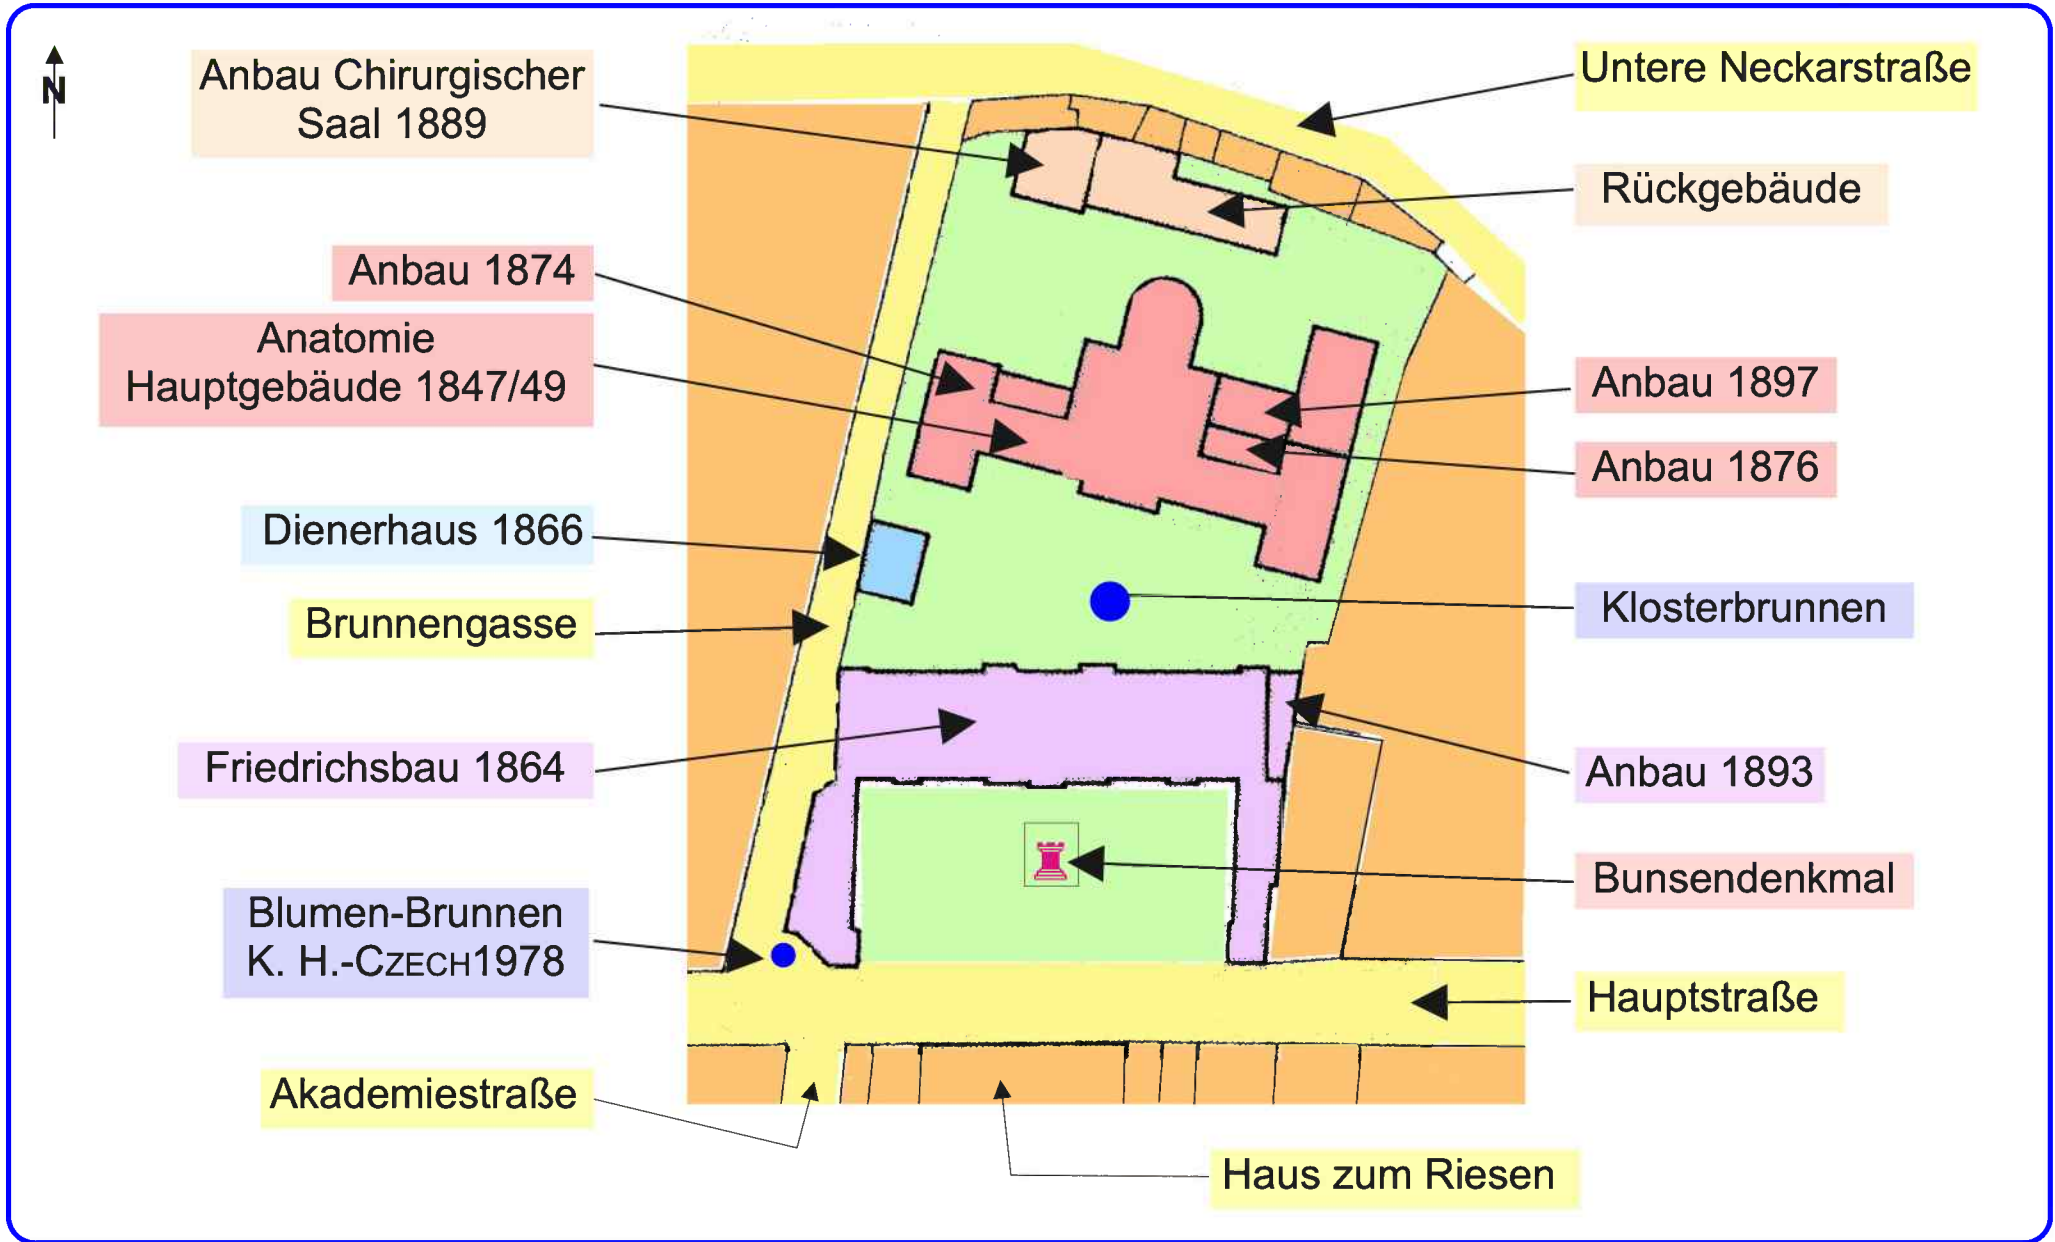 N
Anbau Chirurgischer
Saal 1889
Anbau 1874
Anatomie
Hauptgebäude 1847/49
Dienerhaus 1866
Brunnengasse
Friedrichsbau 1864
Blumen-Brunnen
K. H.-CZECH1978
Akademiestraße
Untere Neckarstraße
Rückgebäude
Anbau 1897
Anbau 1876
Klosterbrunnen
Anbau 1893
Bunsendenkmal
Hauptstraße
Haus zum Riesen